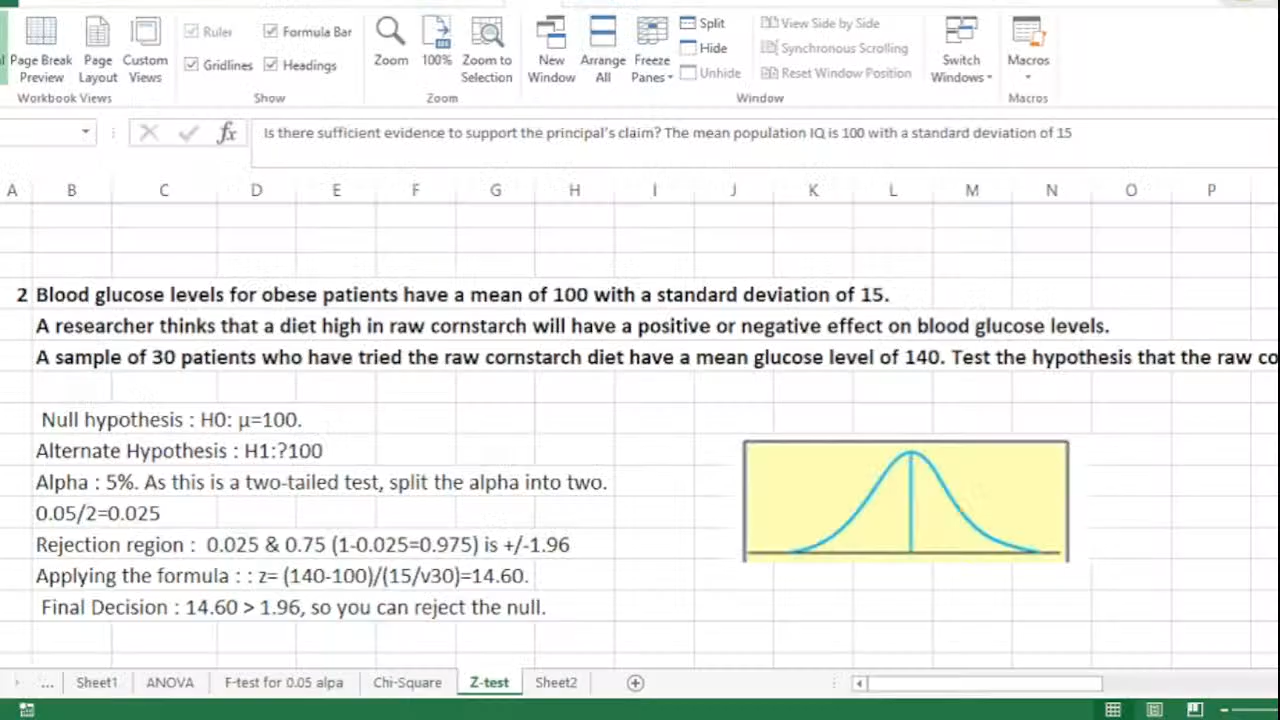 Page Break Preview
Page Layout
Custom Views
Workbook Views
Ruler
Formula Bar
Gridlines
Headings
Show
Zoom
100%
Zoom to Selection
Zoom
New Window
Arrange All
Freeze Panes
Split
Hide
Unhide
View Side by Side
Synchronous Scrolling
Reset Window Position
Window
Switch Windows
Macros
Macros
fx
Is there sufficient evidence to support the principal's claim? The mean population IQ is 100 with a standard deviation of 15
A B C D E F G H I J K L M N O P
2 Blood glucose levels for obese patients have a mean of 100 with a standard deviation of 15.
A researcher thinks that a diet high in raw cornstarch will have a positive or negative effect on blood glucose levels.
A sample of 30 patients who have tried the raw cornstarch diet have a mean glucose level of 140. Test the hypothesis that the raw co
Null hypothesis : H0: μ=100.
Alternate Hypothesis : H1:?100
Alpha : 5%. As this is a two-tailed test, split the alpha into two.
0.05/2=0.025
Rejection region : 0.025 & 0.75 (1-0.025=0.975) is +/-1.96
Applying the formula : : z= (140-100)/(15/v30)=14.60.
Final Decision : 14.60 > 1.96, so you can reject the null.
... Sheet1 ANOVA F-test for 0.05 alpa Chi-Square Z-test Sheet2